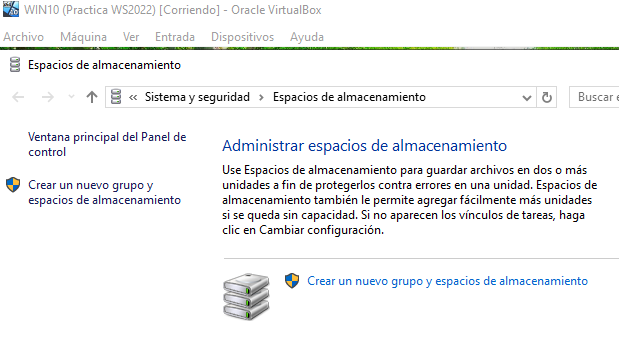 WIN10 (Practica WS2022) [Corriendo] - Oracle VirtualBox
Archivo Máquina Ver Entrada Dispositivos Ayuda
Espacios de almacenamiento
« Sistema y seguridad > Espacios de almacenamiento
Buscar e
Ventana principal del Panel de
control
Crear un nuevo grupo y
espacios de almacenamiento
Administrar espacios de almacenamiento
Use Espacios de almacenamiento para guardar archivos en dos o más
unidades a fin de protegerlos contra errores en una unidad. Espacios de
almacenamiento también le permite agregar fácilmente más unidades
si se queda sin capacidad. Si no aparecen los vínculos de tareas, haga
clic en Cambiar configuración.
Crear un nuevo grupo y espacios de almacenamiento